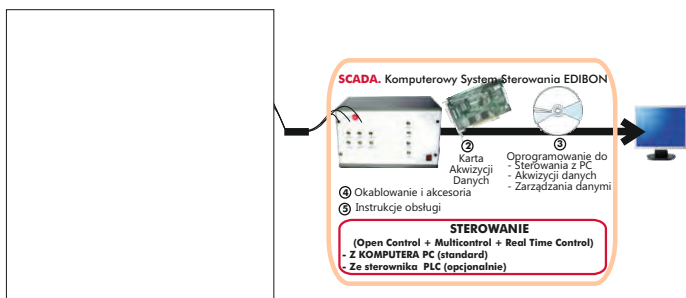 SCADA. Komputerowy System Sterowania EDIBON
2
Karta
Akwizycji
Danych
3
Oprogramowanie do
- Sterowania z PC
- Akwizycji danych
- Zarządzania danymi
4 Okablowanie i akcesoria
5 Instrukcje obsługi
STEROWANIE
(Open Control + Multicontrol + Real Time Control)
- Z KOMPUTERA PC (standard)
- Ze sterownika PLC (opcjonalnie)